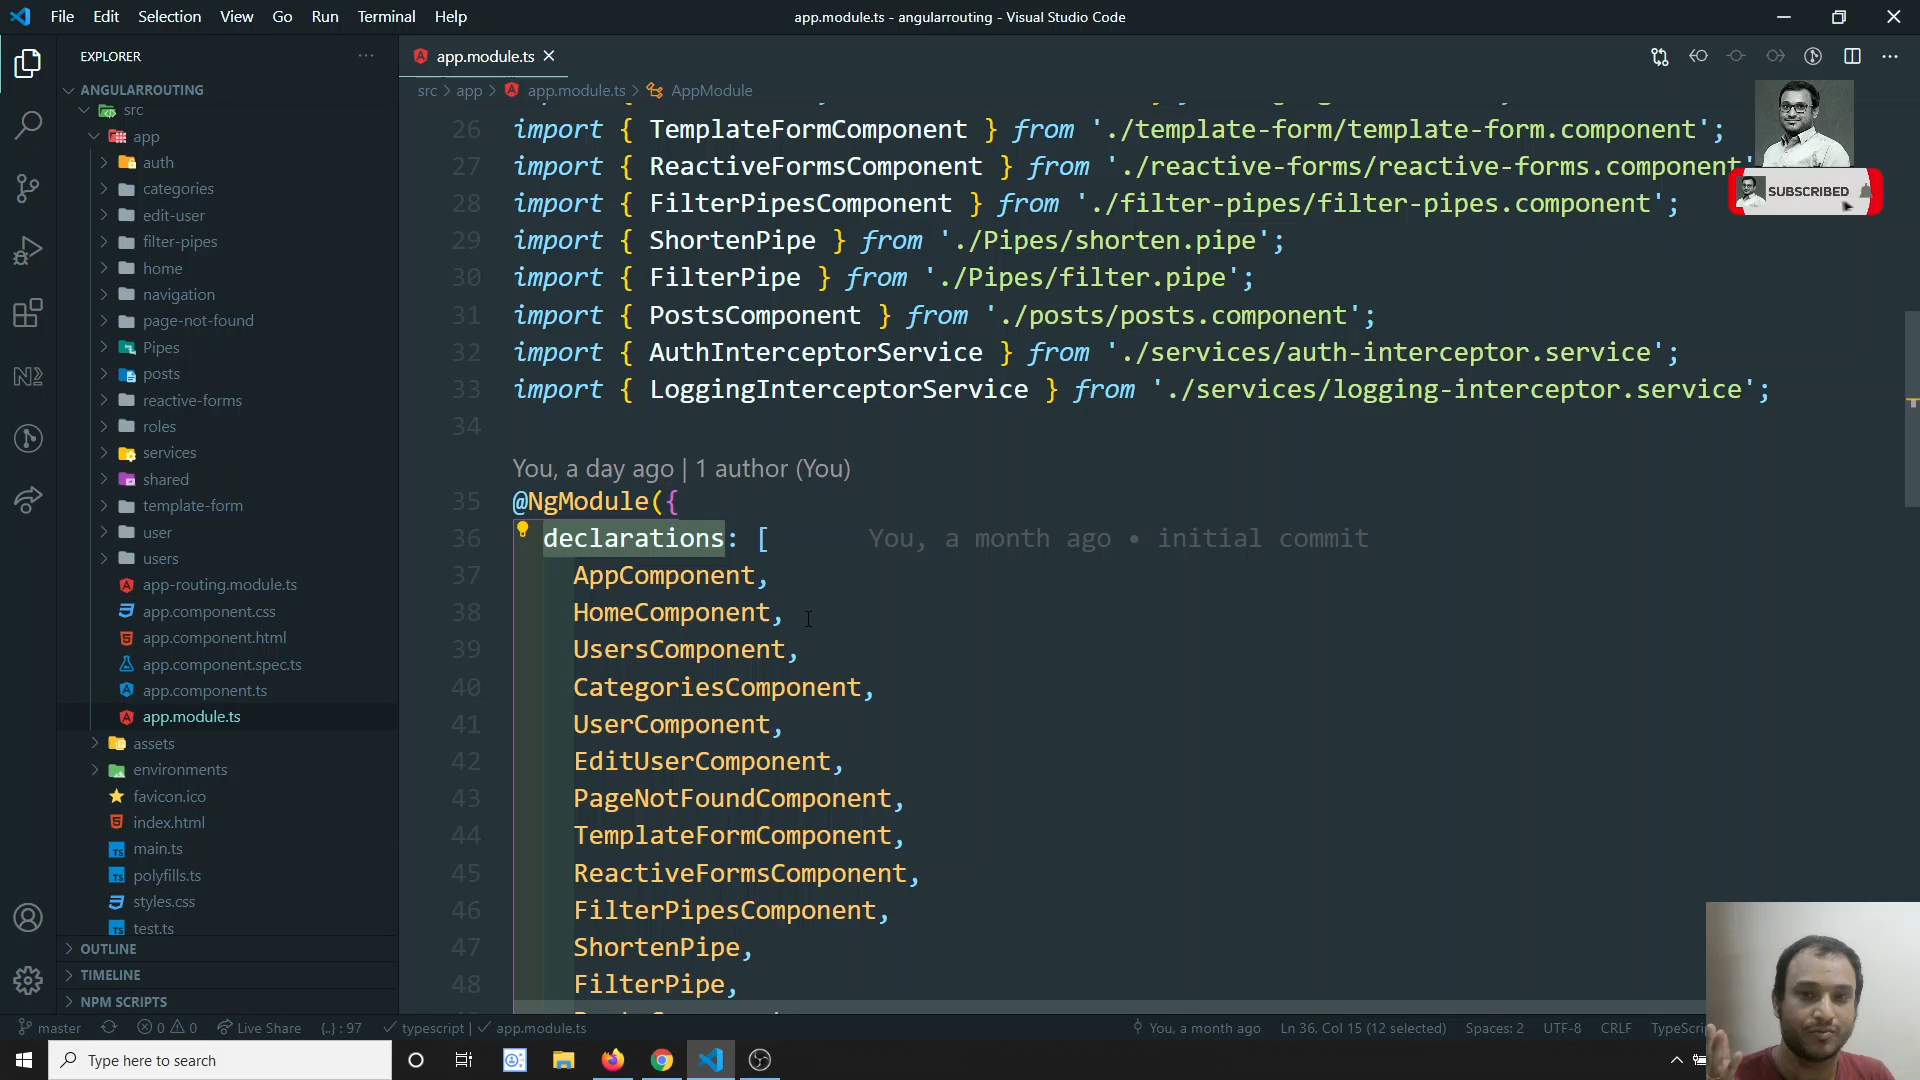 File Edit Selection View Go Run Terminal Help
app.module.ts - angularrouting - Visual Studio Code
EXPLORER
ANGULARROUTING
src
app
auth
categories
edit-user
filter-pipes
home
navigation
page-not-found
Pipes
posts
reactive-forms
roles
services
shared
template-form
user
users
app-routing.module.ts
app.component.css
app.component.html
app.component.spec.ts
app.component.ts
app.module.ts
assets
environments
favicon.ico
index.html
main.ts
polyfills.ts
styles.css
test.ts
OUTLINE
TIMELINE
NPM SCRIPTS
app.module.ts
src > app > app.module.ts > AppModule
26 import { TemplateFormComponent } from './template-form/template-form.component';
27 import { ReactiveFormsComponent } from './reactive-forms/reactive-forms.component'
28 import { FilterPipesComponent } from './filter-pipes/filter-pipes.component';
29 import { ShortenPipe } from './Pipes/shorten.pipe';
30 import { FilterPipe } from './Pipes/filter.pipe';
31 import { PostsComponent } from './posts/posts.component';
32 import { AuthInterceptorService } from './services/auth-interceptor.service';
33 import { LoggingInterceptorService } from './services/logging-interceptor.service';
34
You, a day ago | 1 author (You)
35 @NgModule({
36 declarations: [ You, a month ago • initial commit
37 AppComponent,
38 HomeComponent,
39 UsersComponent,
40 CategoriesComponent,
41 UserComponent,
42 EditUserComponent,
43 PageNotFoundComponent,
44 TemplateFormComponent,
45 ReactiveFormsComponent,
46 FilterPipesComponent,
47 ShortenPipe,
48 FilterPipe,
SUBSCRIBED
master 0 0 Live Share {..} : 97 typescript | app.module.ts You, a month ago Ln 36, Col 15 (12 selected) Spaces: 2 UTF-8 CRLF
Type here to search